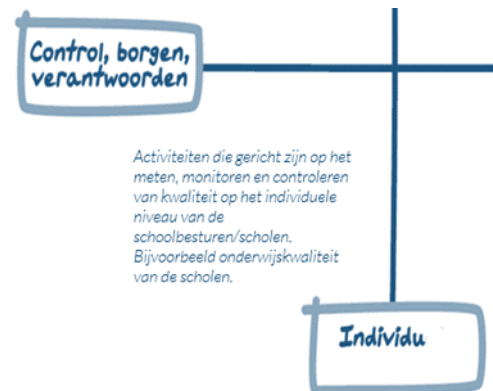 Control, borgen,
verantwoorden
Activiteiten die gericht zijn op het
meten, monitoren en controleren
van kwaliteit op het individuele
niveau van de
schoolbesturen/scholen.
Bijvoorbeeld onderwijskwaliteit
van de scholen.
Individu